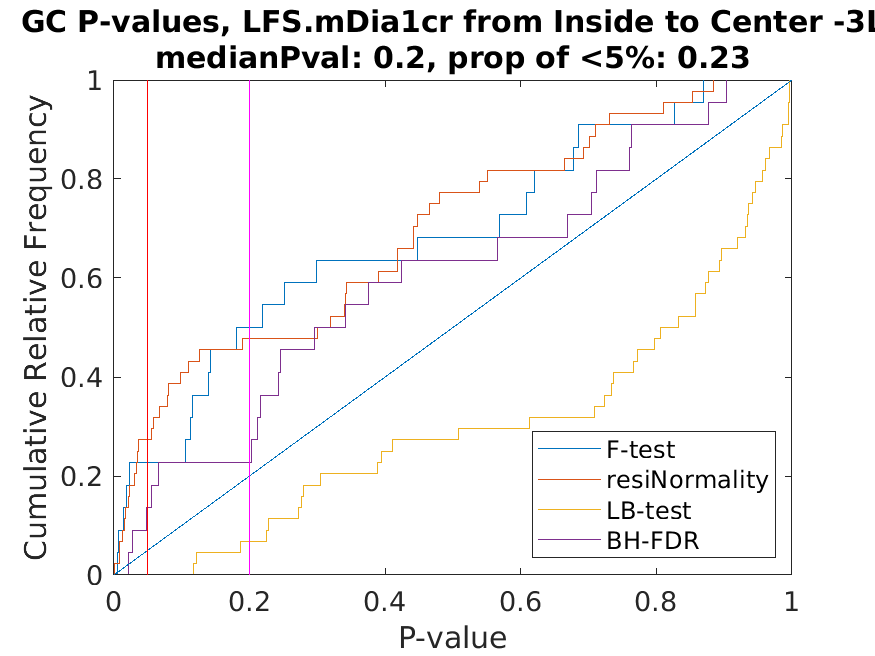 GC P-values, LFS.mDia1cr from Inside to Center -3L
medianPval: 0.2, prop of <5%: 0.23
1
0.8
0.6
0.4
0.2
0
Cumulative Relative Frequency
F-test
resiNormality
LB-test
BH-FDR
0 0.2 0.4 0.6 0.8 1
P-value